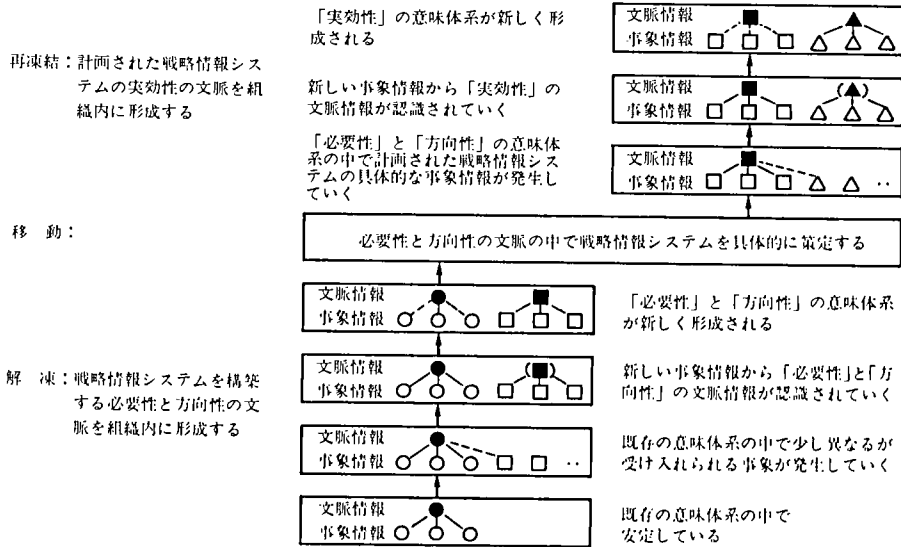 「実効性」の意味体系が新しく形
成される
文脈情報
事象情報
再凍結：計画された戦略情報シス
テムの実効性の文脈を組
織内に形成する
新しい事象情報から「実効性」の
文脈情報が認識されていく
文脈情報
事象情報
「必要性」と「方向性」の意味体
系の中で計画された戦略情報シス
テムの具体的な事象情報が発生し
ていく
文脈情報
事象情報
移　動：
必要性と方向性の文脈の中で戦略情報システムを具体的に策定する
文脈情報
事象情報
「必要性」と「方向性」の意味体系
が新しく形成される
解　凍：戦略情報システムを構築
する必要性と方向性の文
脈を組織内に形成する
文脈情報
事象情報
新しい事象情報から「必要性」と「方
向性」の文脈情報が認識されていく
文脈情報
事象情報
既存の意味体系の中で少し異なるが
受け入れられる事象が発生していく
文脈情報
事象情報
既存の意味体系の中で
安定している